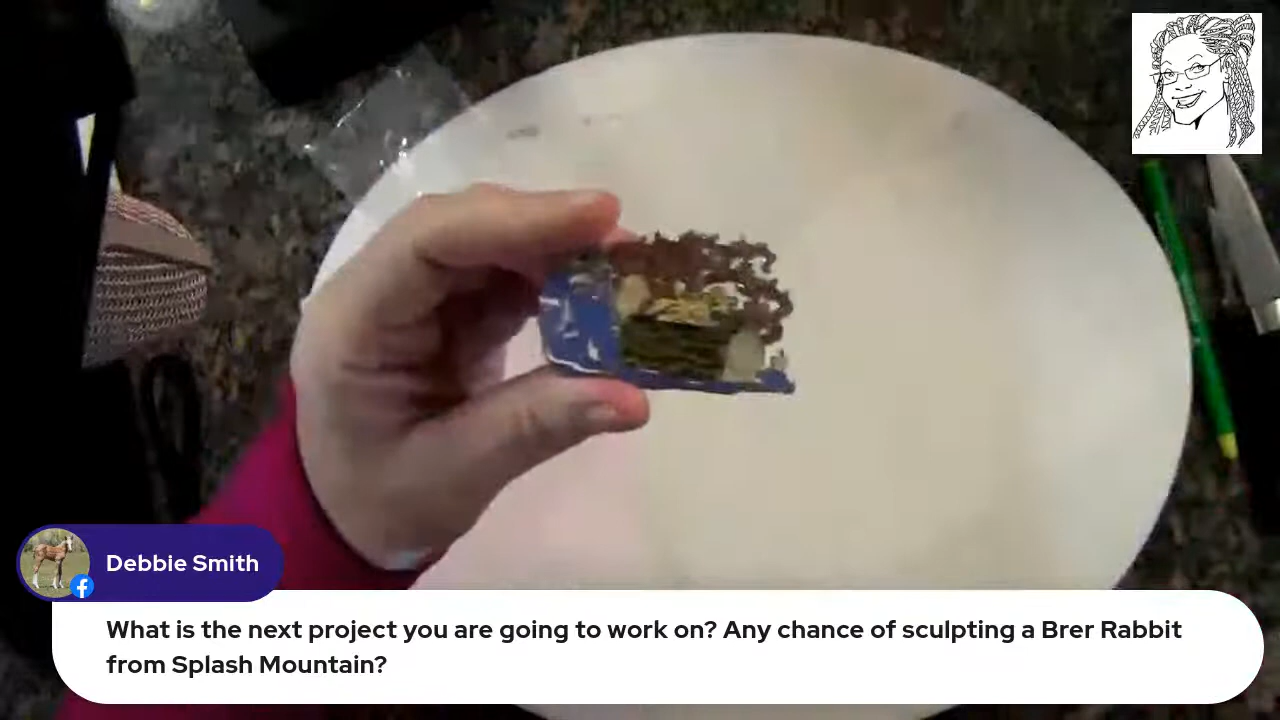 Debbie Smith
What is the next project you are going to work on? Any chance of sculpting a Brer Rabbit
from Splash Mountain?